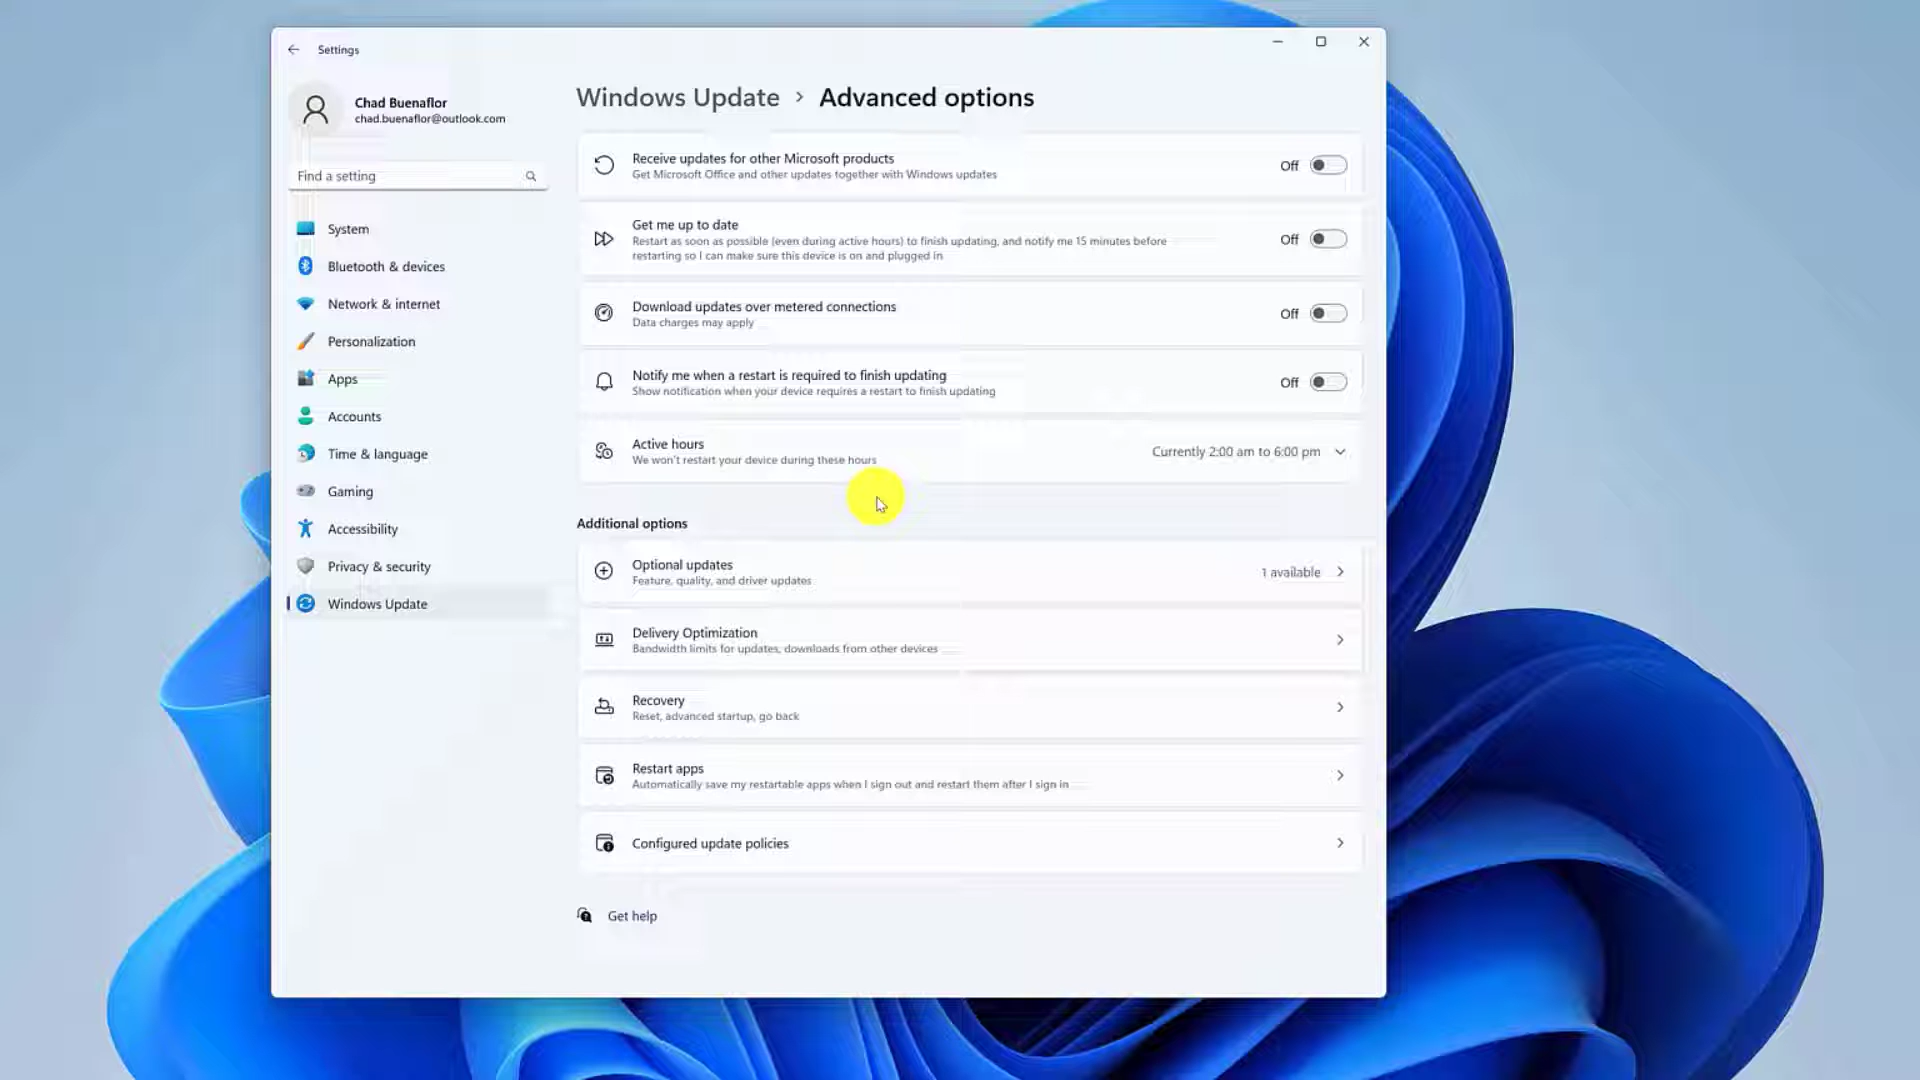 Settings
Chad Buenaflor
chad.buenaflor@outlook.com
Find a setting
System
Bluetooth & devices
Network & internet
Personalization
Apps
Accounts
Time & language
Gaming
Accessibility
Privacy & security
Windows Update
Windows Update > Advanced options
Receive updates for other Microsoft products
Get Microsoft Office and other updates together with Windows updates
Off
Get me up to date
Restart as soon as possible (even during active hours) to finish updating, and notify me 15 minutes before
restarting so I can make sure this device is on and plugged in
Off
Download updates over metered connections
Data charges may apply
Off
Notify me when a restart is required to finish updating
Show notification when your device requires a restart to finish updating
Off
Active hours
We won't restart your device during these hours
Currently 2:00 am to 6:00 pm
Additional options
Optional updates
Feature, quality, and driver updates
1 available
Delivery Optimization
Bandwidth limits for updates, downloads from other devices
Recovery
Reset, advanced startup, go back
Restart apps
Automatically save my restartable apps when I sign out and restart them after I sign in
Configured update policies
Get help